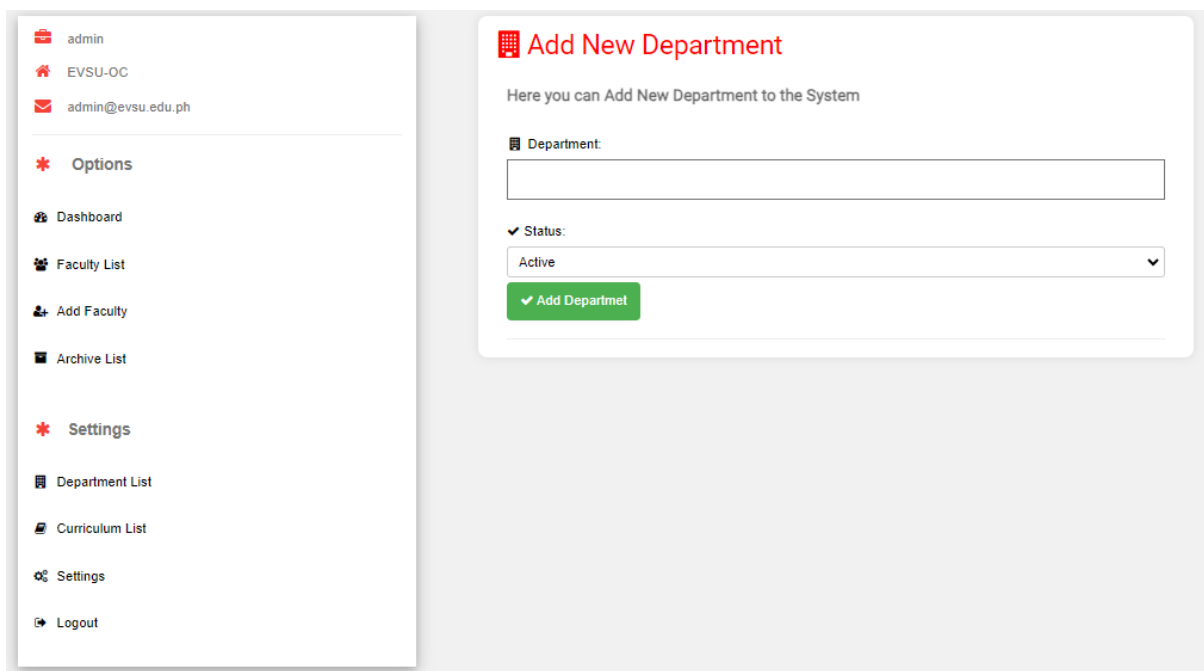 admin
EVSU-OC
admin@evsu.edu.ph
Options
Dashboard
Faculty List
Add Faculty
Archive List
Settings
Department List
Curriculum List
Settings
Logout
Add New Department
Here you can Add New Department to the System
Department:
Status:
Active
Add Departmet